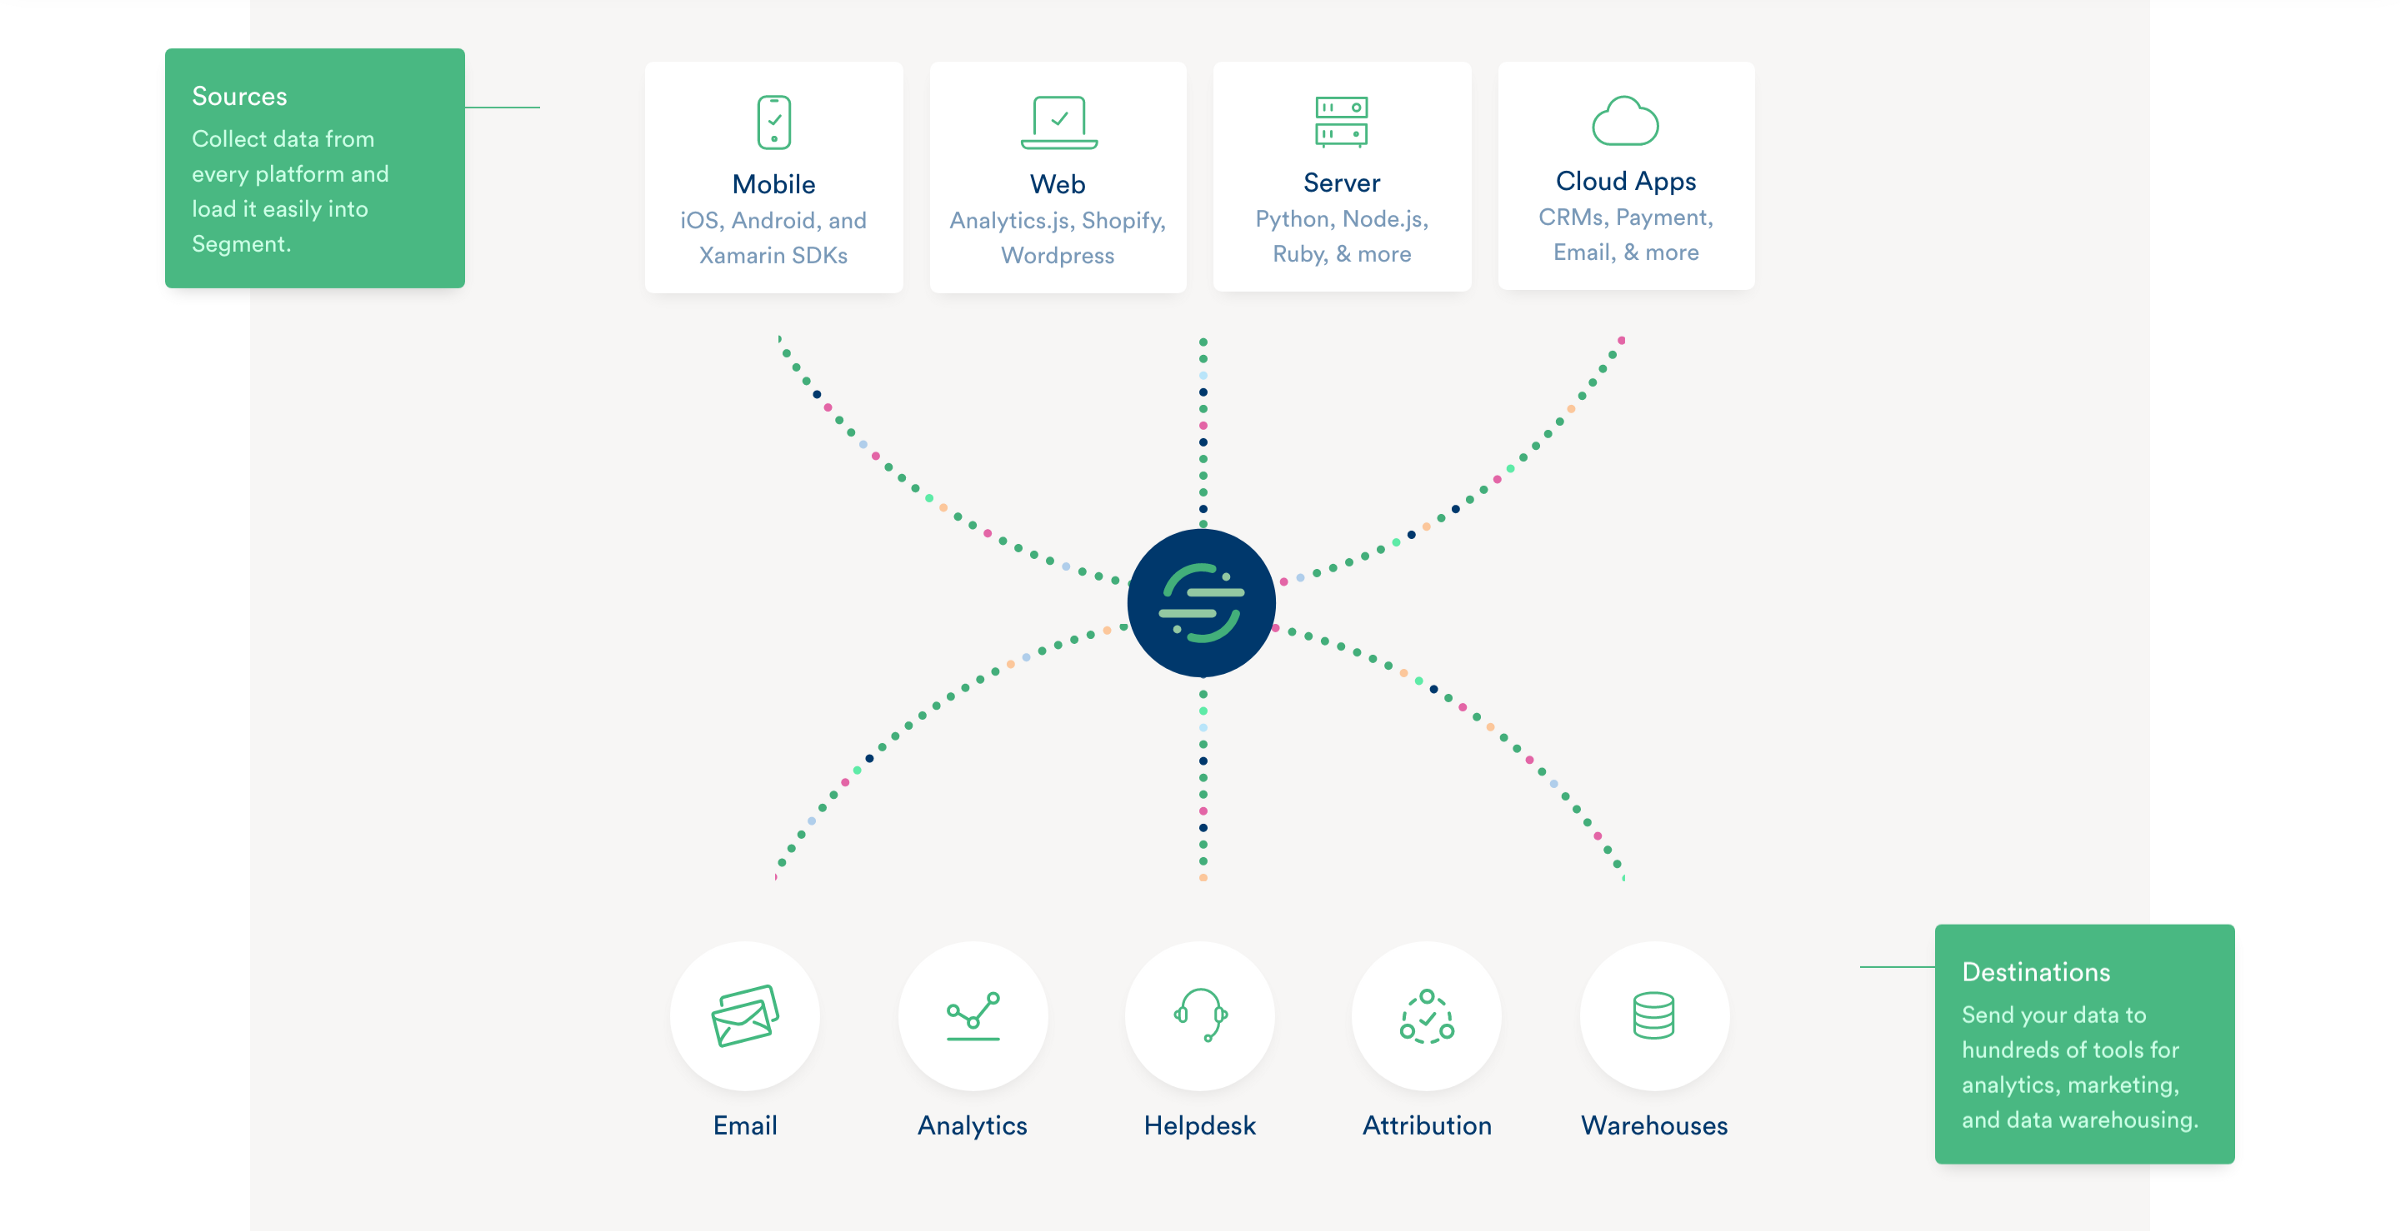 Sources
Collect data from
every platform and
load it easily into
Segment.
Mobile
iOS, Android, and
Xamarin SDKs
Web
Analytics.js, Shopify,
Wordpress
Server
Python, Node.js,
Ruby, & more
Cloud Apps
CRMs, Payment,
Email, & more
Email
Analytics
Helpdesk
Attribution
Warehouses
Destinations
Send your data to
hundreds of tools for
analytics, marketing,
and data warehousing.